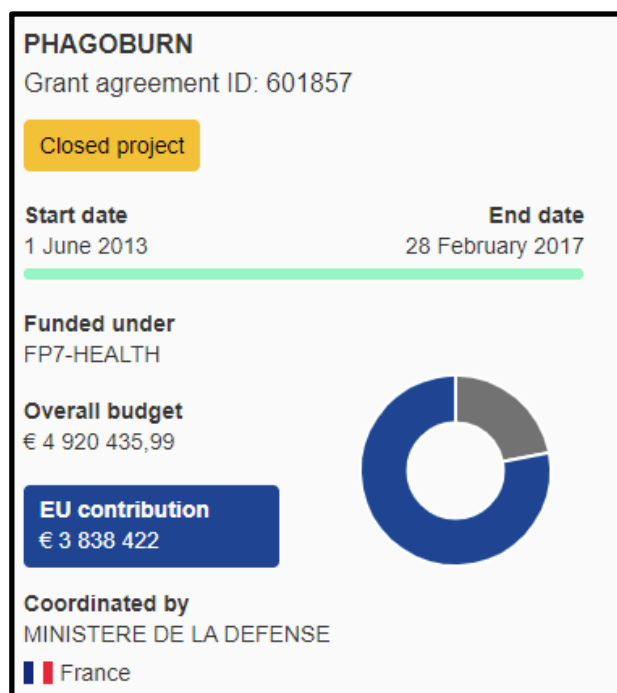 PHAGOBURN
Grant agreement ID: 601857
Closed project
Start date
End date
1 June 2013
28 February 2017
Funded under
FP7-HEALTH
Overall budget
€ 4 920 435,99
EU contribution
€ 3 838 422
Coordinated by
MINISTERE DE LA DEFENSE
France